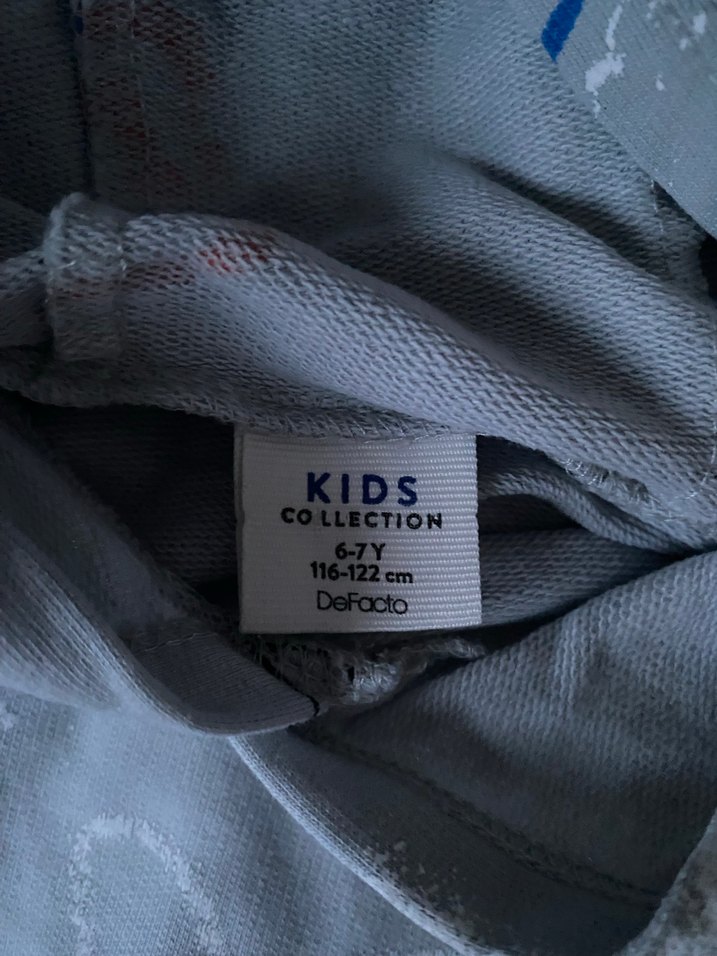 KIDS
COLLECTION
6-7 Y
116-122 cm
DeFacto